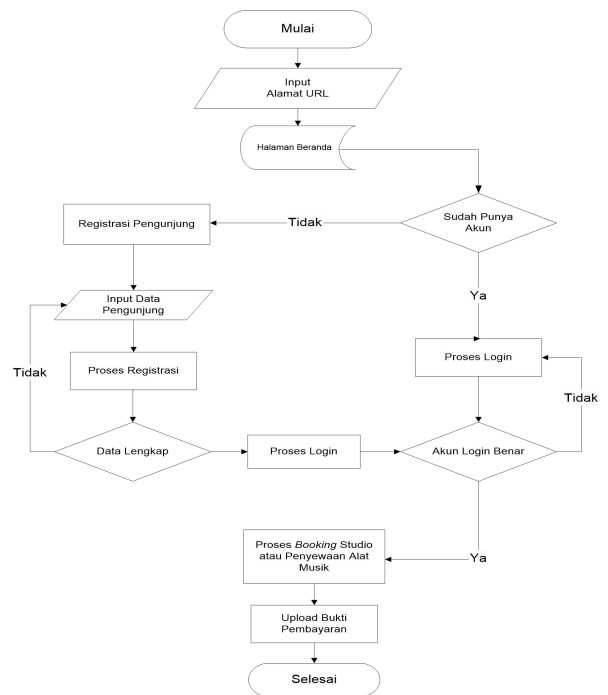 Mulai
Input
Alamat URL
Halaman Beranda
Sudah Punya
Akun
Tidak
Registrasi Pengunjung
Ya
Input Data
Pengunjung
Proses Registrasi
Tidak
Proses Login
Tidak
Data Lengkap
Proses Login
Akun Login Benar
Proses Booking Studio
atau Penyewaan Alat
Musik
Ya
Upload Bukti
Pembayaran
Selesai